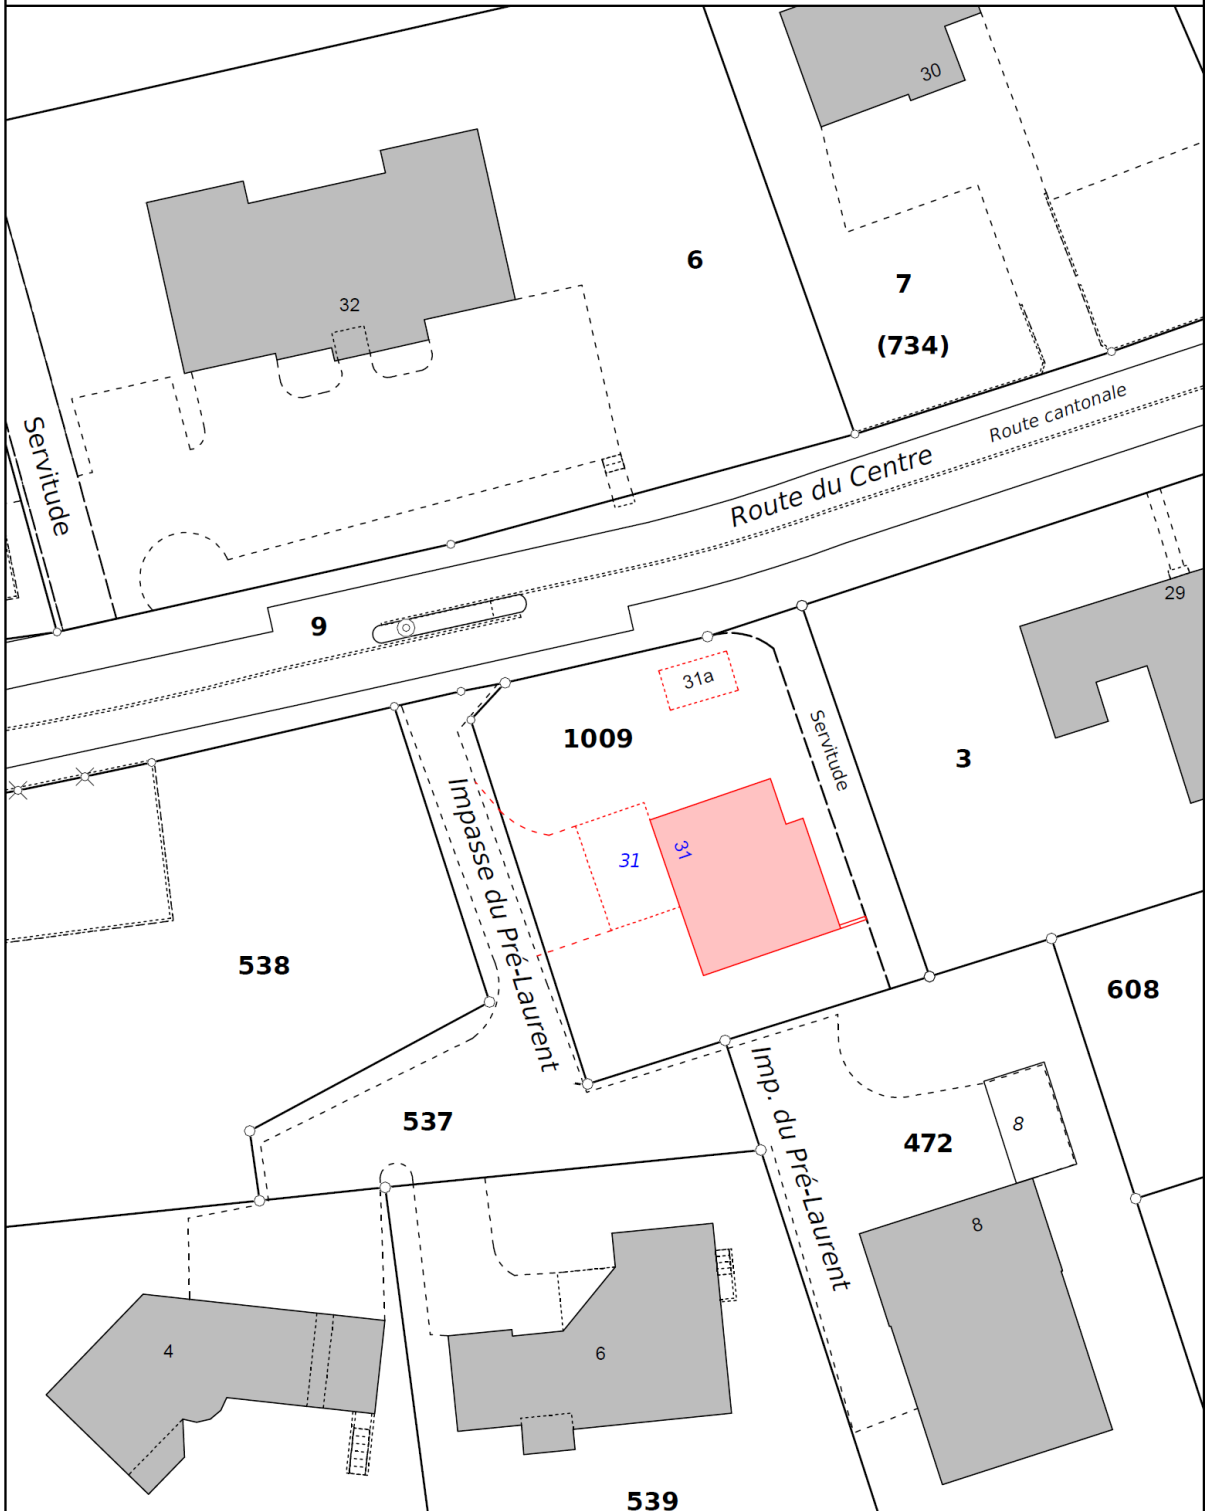 30
6
7
32
(734)
Route cantonale
Servitude
Route du Centre
29
9
31a
1009
Servitude
3
Impasse du Pré-Laurent
31
31
538
608
537
Imp. du Pré-Laurent
8
472
8
4
6
539